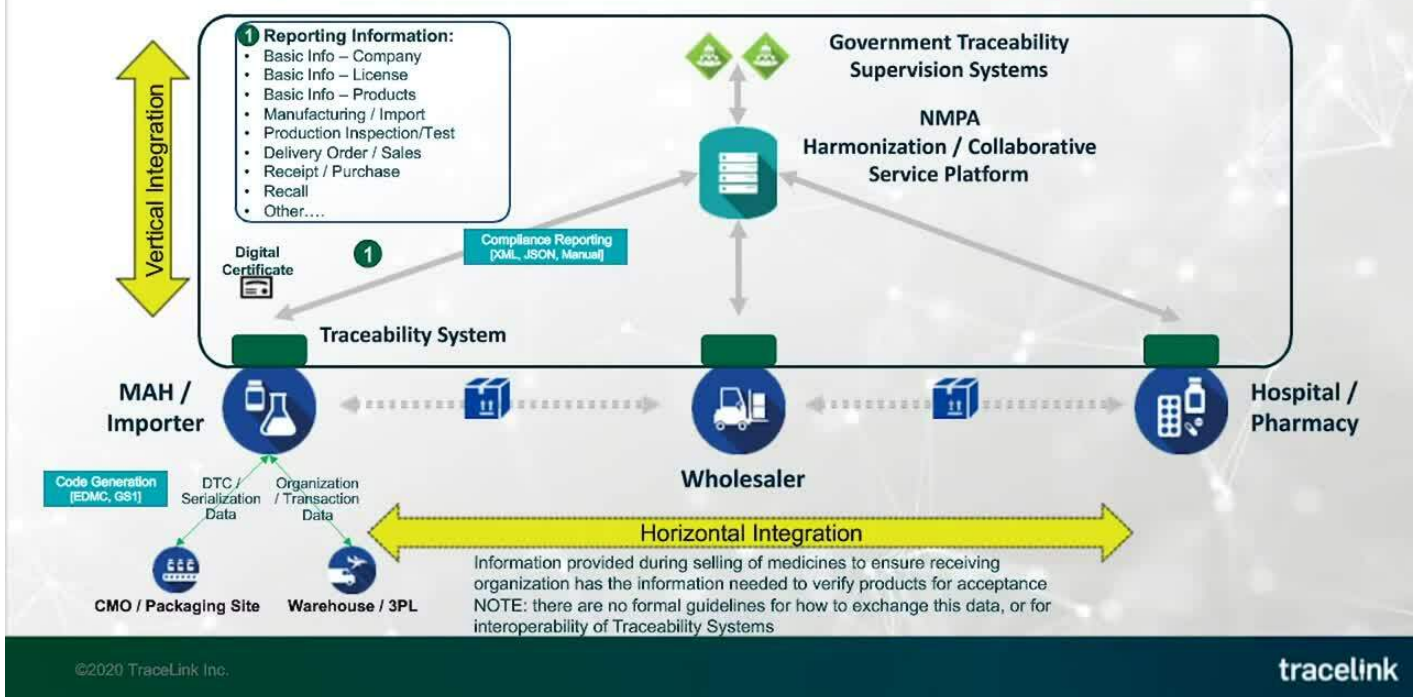 Vertical Integration
1 Reporting Information:
• Basic Info – Company
• Basic Info – License
• Basic Info – Products
• Manufacturing / Import
• Production Inspection/Test
• Delivery Order / Sales
• Receipt / Purchase
• Recall
• Other....
Government Traceability
Supervision Systems
NMPA
Harmonization / Collaborative
Service Platform
Digital
Certificate
1
Compliance Reporting
[XML, JSON, Manual]
Traceability System
MAH /
Importer
Wholesaler
Hospital /
Pharmacy
Code Generation
[EDMC, GS1]
DTC /
Serialization
Data
Organization
/ Transaction
Data
CMO / Packaging Site
Warehouse / 3PL
Horizontal Integration
Information provided during selling of medicines to ensure receiving
organization has the information needed to verify products for acceptance
NOTE: there are no formal guidelines for how to exchange this data, or for
interoperability of Traceability Systems
©2020 TraceLink Inc.
tracelink